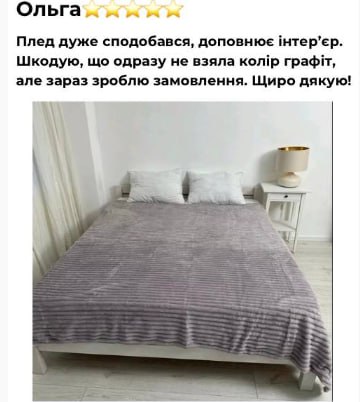 Ольга⭐⭐⭐⭐⭐
Плед дуже сподобався, доповнює інтер’єр.
Шкодую, що одразу не взяла колір графіт,
але зараз зроблю замовлення. Щиро дякую!